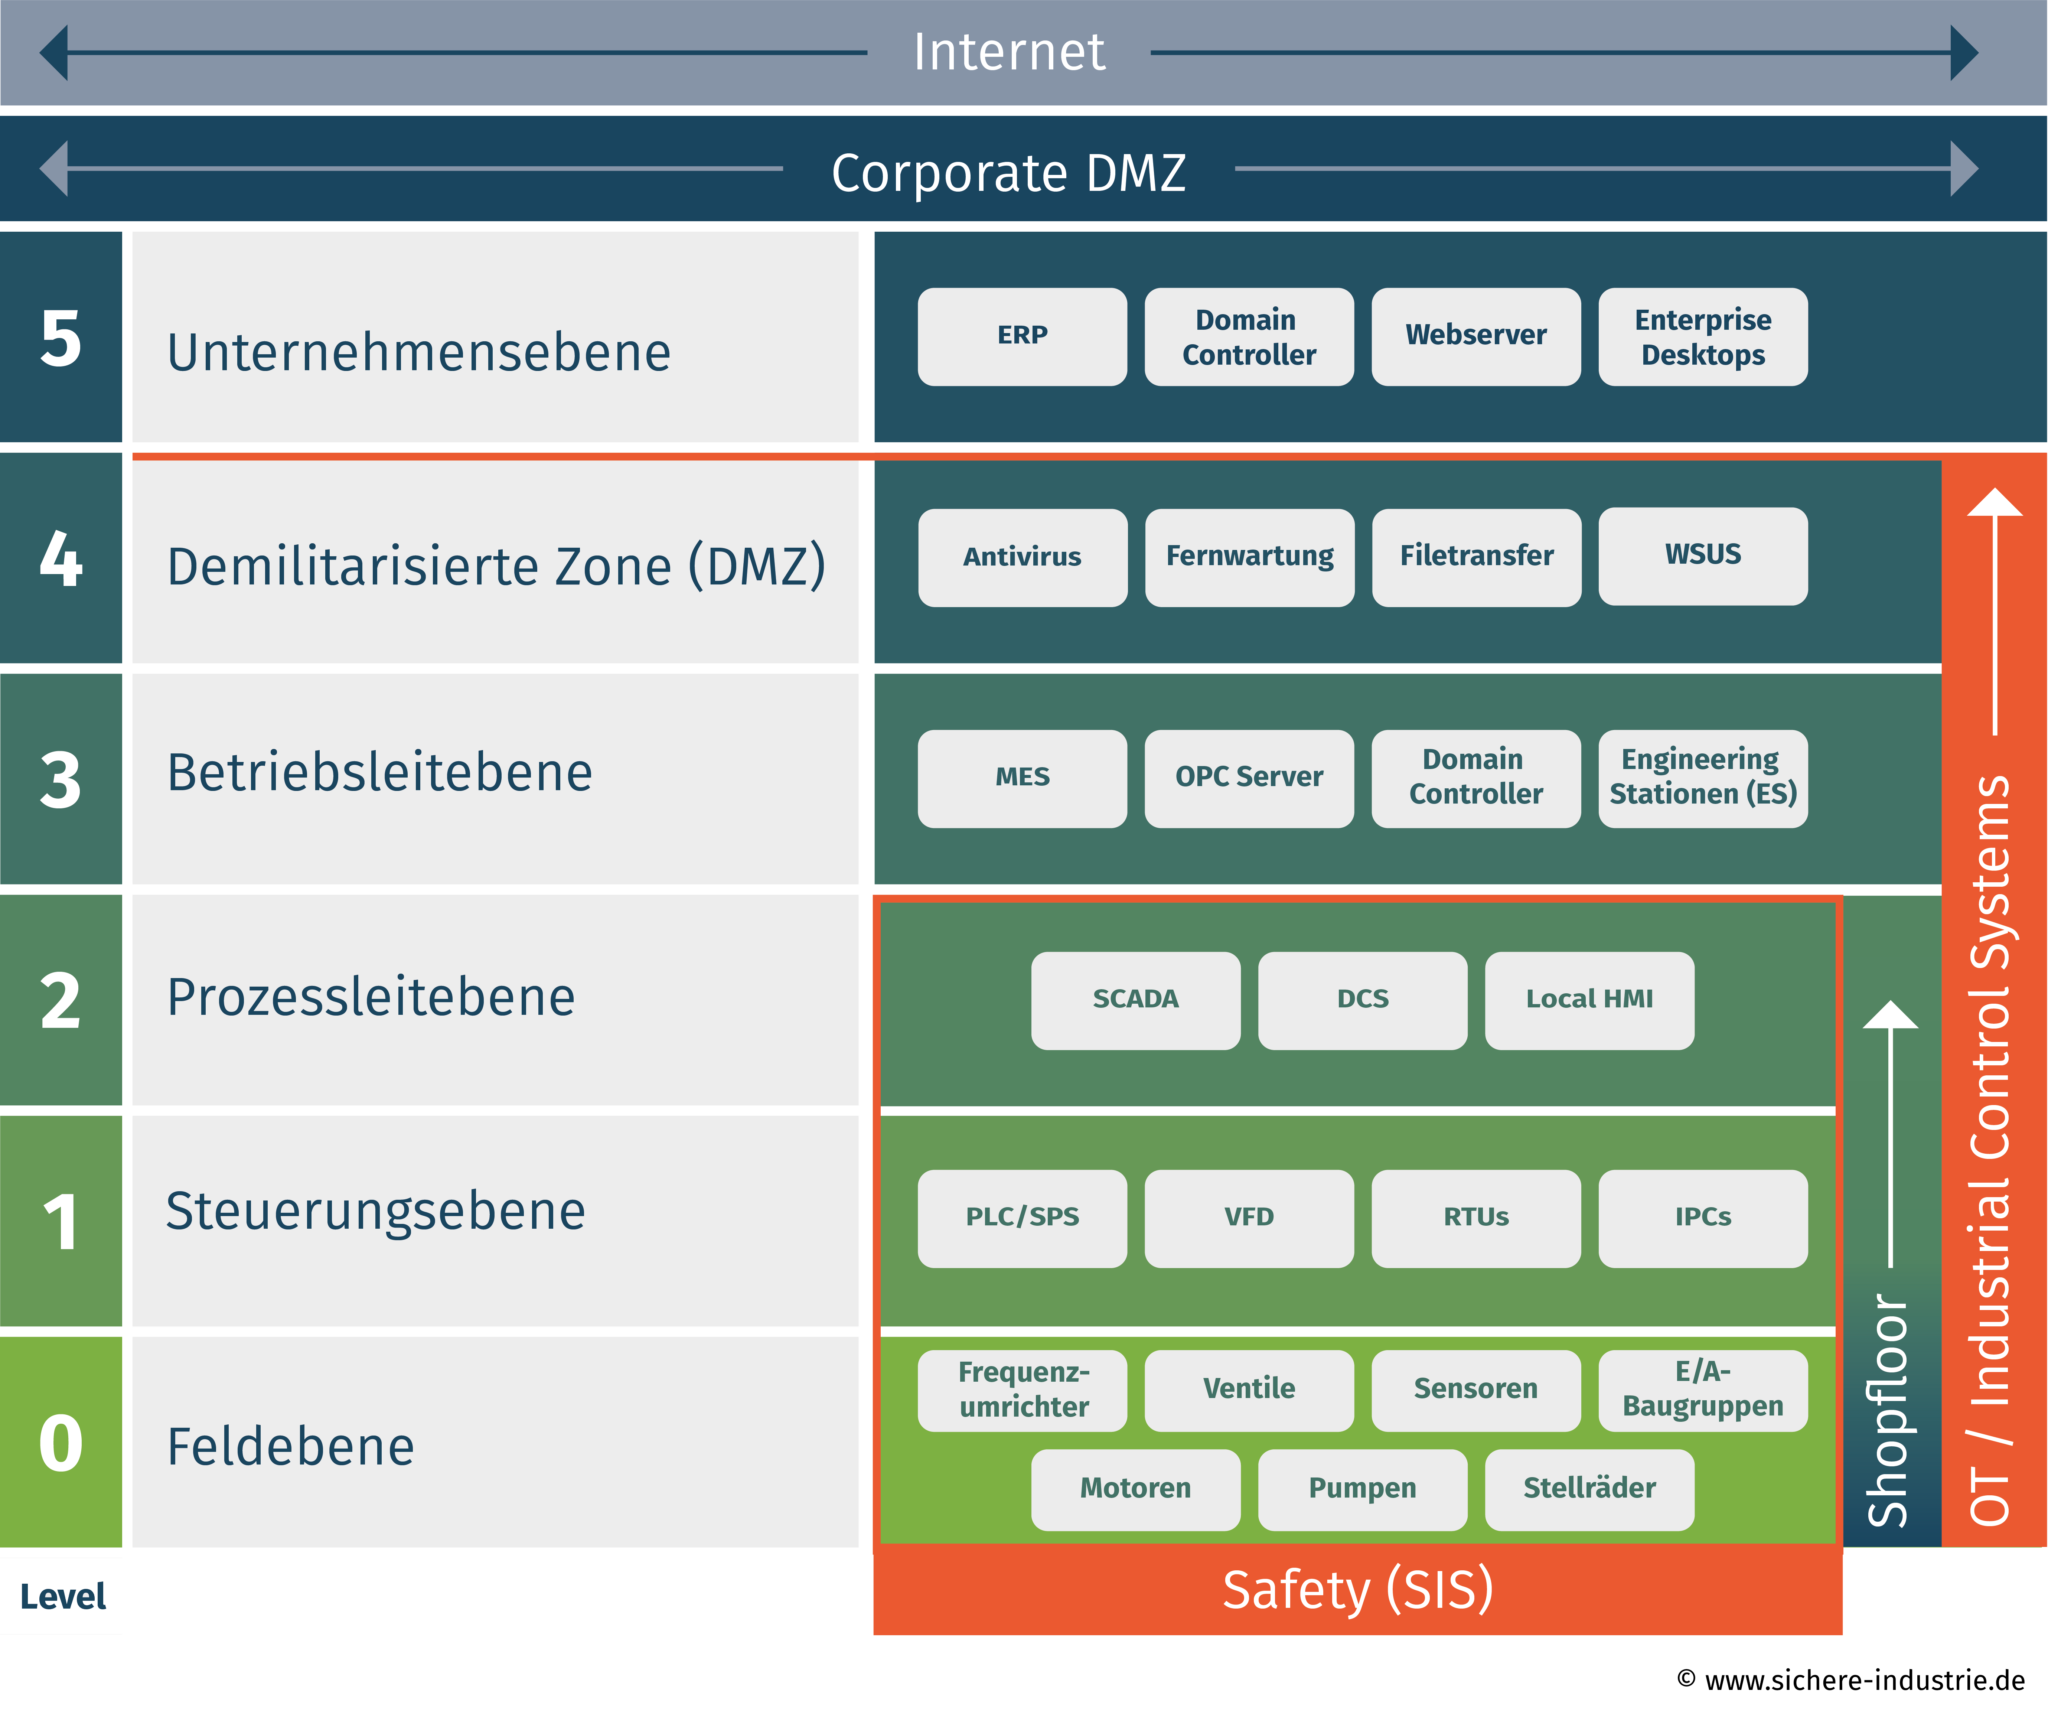 Internet
Corporate DMZ
5
Unternehmensebene
ERP
Domain
Controller
Webserver
Enterprise
Desktops
4
Demilitarisierte Zone (DMZ)
Antivirus
Fernwartung
Filetransfer
WSUS
3
Betriebsleitebene
MES
OPC Server
Domain
Controller
Engineering
Stationen (ES)
2
Prozessleitebene
SCADA
DCS
Local HMI
1
Steuerungsebene
PLC/SPS
VFD
RTUs
IPCs
0
Feldebene
Frequenz-
umrichter
Ventile
Sensoren
E/A-
Baugruppen
Motoren
Pumpen
Stellräder
Shopfloor
OT / Industrial Control Systems
Level
Safety (SIS)
© www.sichere-industrie.de